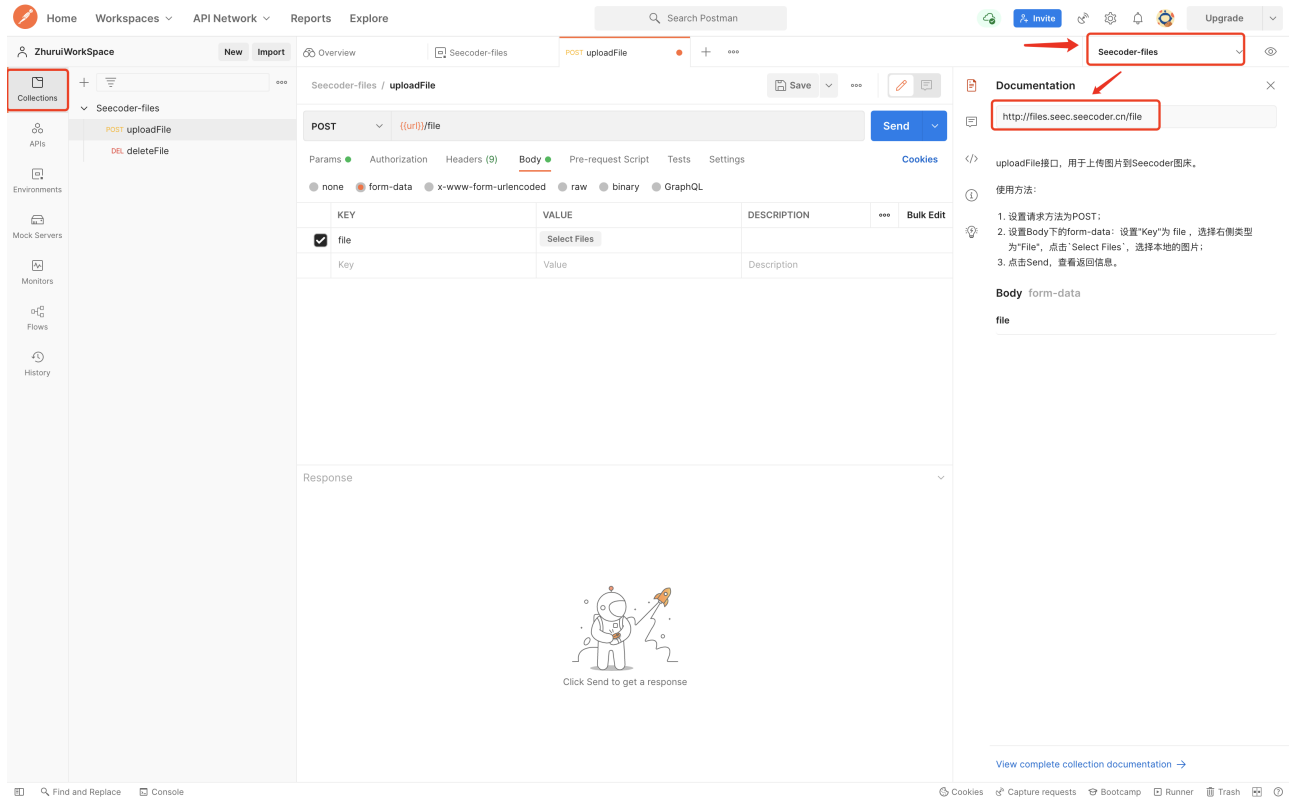 Home Workspaces API Network Reports Explore Search Postman Invite Upgrade
ZhuruiWorkSpace New Import Overview Seecoder-files POST uploadFile Seecoder-files
Collections
APIs
Environments
Mock Servers
Monitors
Flows
History
Seecoder-files
POST uploadFile
DEL deleteFile
Seecoder-files / uploadFile Save
POST {{url}}/file Send
Params Authorization Headers (9) Body Pre-request Script Tests Settings Cookies
none form-data x-www-form-urlencoded raw binary GraphQL
KEY VALUE DESCRIPTION Bulk Edit
file Select Files
Key Value Description
Response
Click Send to get a response
Documentation
http://files.seec.seecoder.cn/file
uploadFile接口，用于上传图片到Seecoder图床。
使用方法：
1. 设置请求方法为POST；
2. 设置Body下的form-data：设置"Key"为 file ，选择右侧类型
为"File"，点击`Select Files`，选择本地的图片；
3. 点击Send，查看返回信息。
Body form-data
file
View complete collection documentation
Find and Replace Console Cookies Capture requests Bootcamp Runner Trash